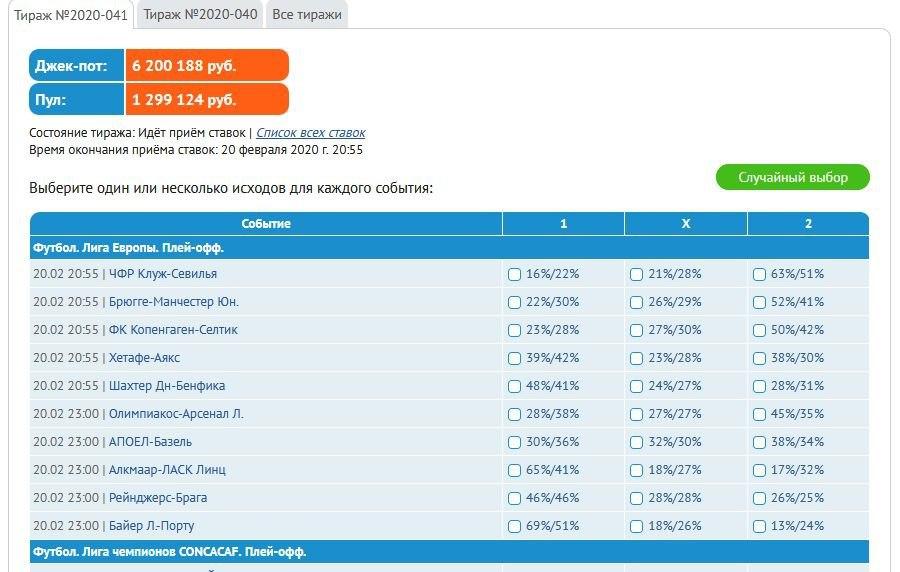 Тираж №2020-041 Тираж №2020-040 Все тиражи
Джек-пот: 6 200 188 руб.
Пул: 1 299 124 руб.
Состояние тиража: Идёт приём ставок | Список всех ставок
Время окончания приёма ставок: 20 февраля 2020 г. 20:55
Случайный выбор
Выберите один или несколько исходов для каждого события:
Событие 1 X 2
Футбол. Лига Европы. Плей-офф.
20.02 20:55 | ЧФР Клуж-Севилья 16%/22% 21%/28% 63%/51%
20.02 20:55 | Брюгге-Манчестер Юн. 22%/30% 26%/29% 52%/41%
20.02 20:55 | ФК Копенгаген-Селтик 23%/28% 27%/30% 50%/42%
20.02 20:55 | Хетафе-Аякс 39%/42% 23%/28% 38%/30%
20.02 20:55 | Шахтер Дн-Бенфика 48%/41% 24%/27% 28%/31%
20.02 23:00 | Олимпиакос-Арсенал Л. 28%/38% 27%/27% 45%/35%
20.02 23:00 | АПОЕЛ-Базель 30%/36% 32%/30% 38%/34%
20.02 23:00 | Алкмаар-ЛАСК Линц 65%/41% 18%/27% 17%/32%
20.02 23:00 | Рейнджерс-Брага 46%/46% 28%/28% 26%/25%
20.02 23:00 | Байер Л.-Порту 69%/51% 18%/26% 13%/24%
Футбол. Лига чемпионов CONCACAF. Плей-офф.